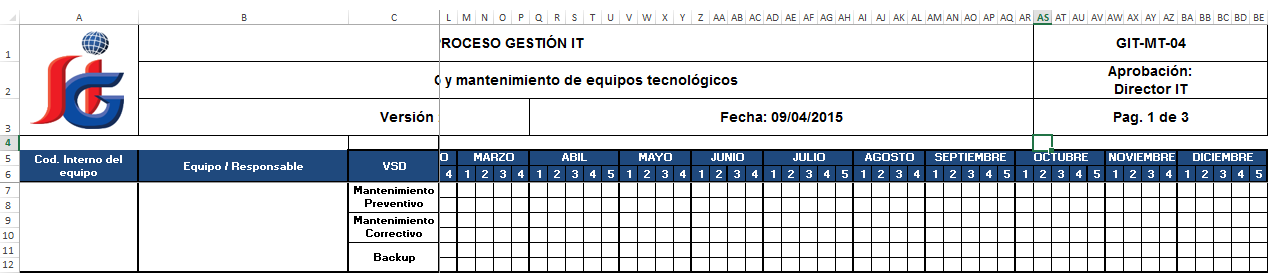 A B C L M N O P Q R S T U V W X Y Z AA AB AC AD AE AF AG AH AI AJ AK AL AM AN AO AP AQ AR AS AT AU AV AW AX AY AZ BA BB BC BD BE
1 ROCESO GESTIÓN IT GIT-MT-04
2 y mantenimiento de equipos tecnológicos Aprobación:
Director IT
3 Versión Fecha: 09/04/2015 Pag. 1 de 3
4
5 Cod. Interno del equipo Equipo / Responsable VSD O MARZO ABIL MAYO JUNIO JULIO AGOSTO SEPTIEMBRE OCTUBRE NOVIEMBRE DICIEMBRE
6 4 1 2 3 4 1 2 3 4 5 1 2 3 4 1 2 3 4 1 2 3 4 5 1 2 3 4 1 2 3 4 5 1 2 3 4 5 1 2 3 4 1 2 3 4 5
7 Mantenimiento
8 Preventivo
9 Mantenimiento
10 Correctivo
11 Backup
12